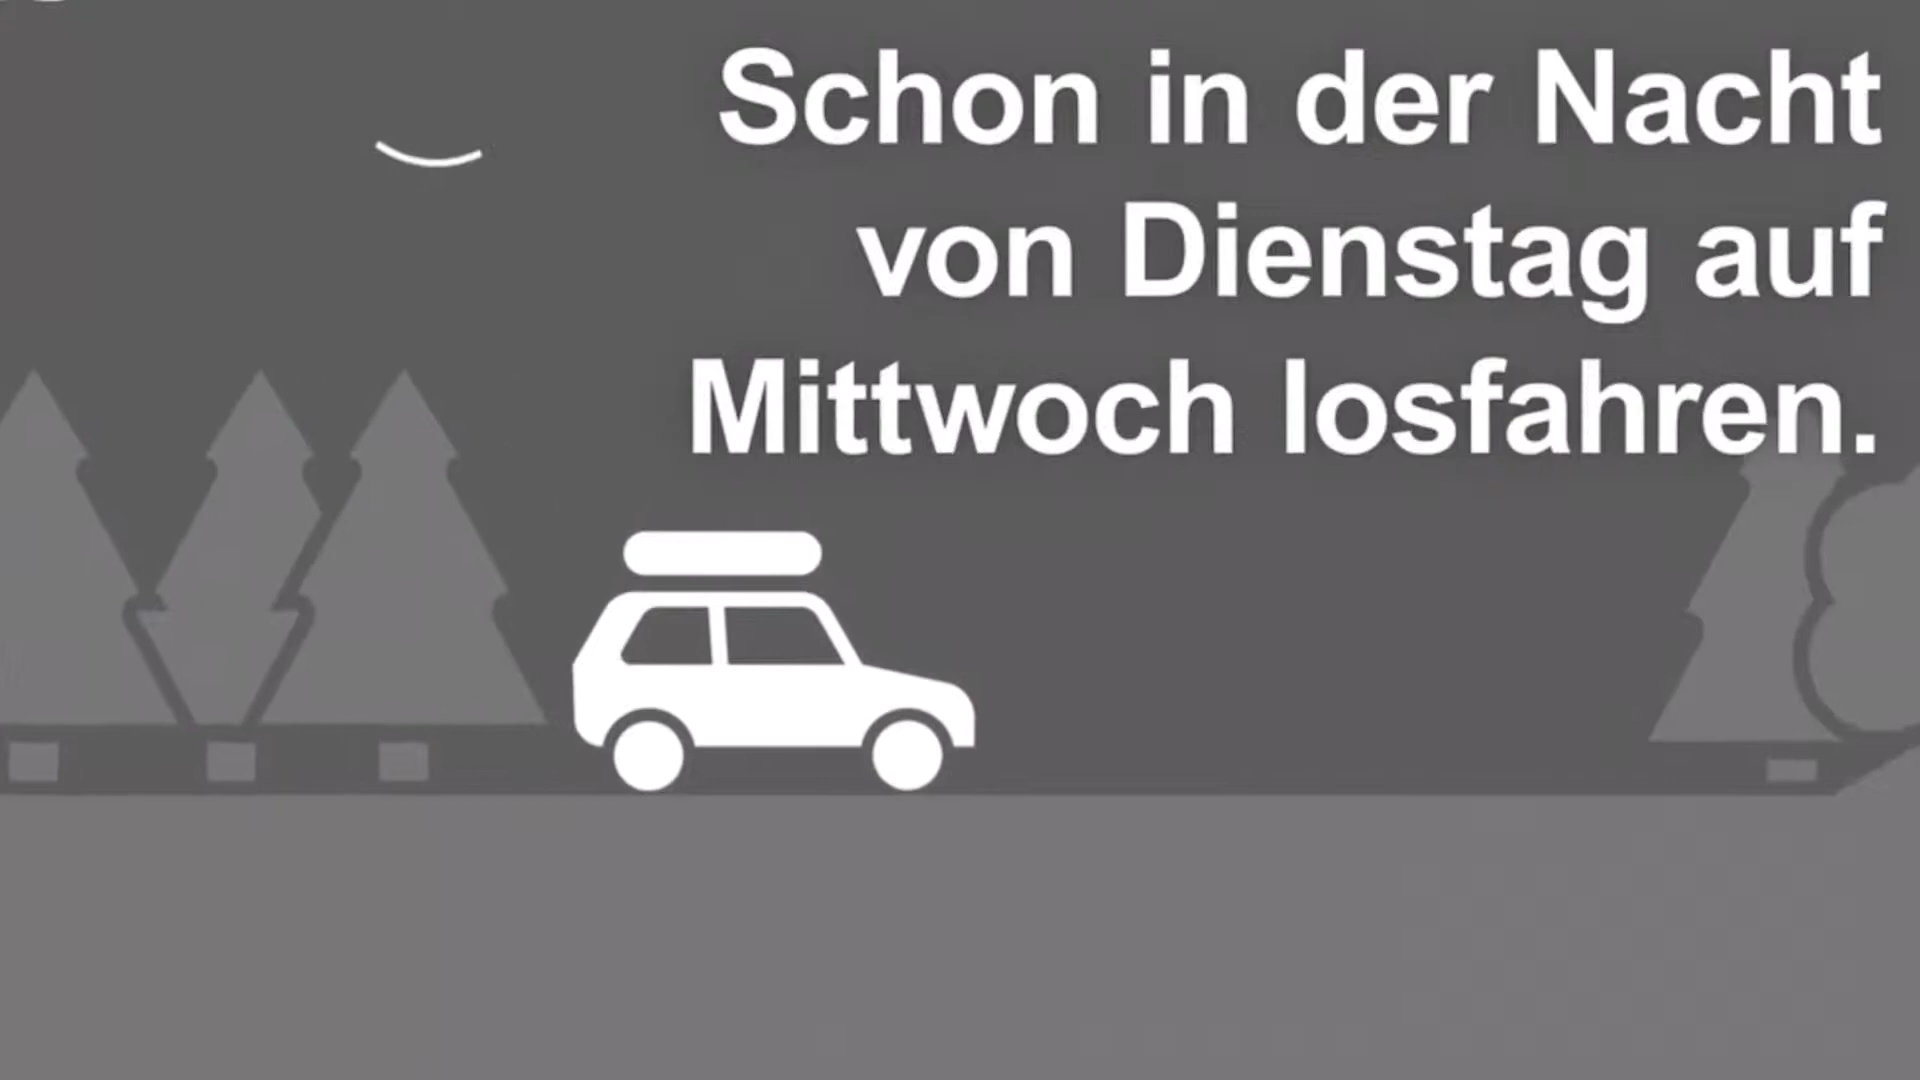 Schon in der Nacht
von Dienstag auf
Mittwoch losfahren.